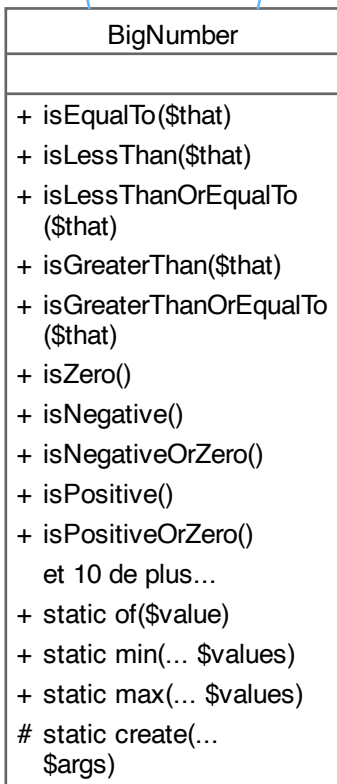 BigNumber
+ isEqualTo($that)
+ isLessThan($that)
+ isLessThanOrEqualTo
($that)
+ isGreaterThan($that)
+ isGreaterThanOrEqualTo
($that)
+ isZero()
+ isNegative()
+ isNegativeOrZero()
+ isPositive()
+ isPositiveOrZero()
et 10 de plus...
+ static of($value)
+ static min(... $values)
+ static max(... $values)
# static create(...
$args)